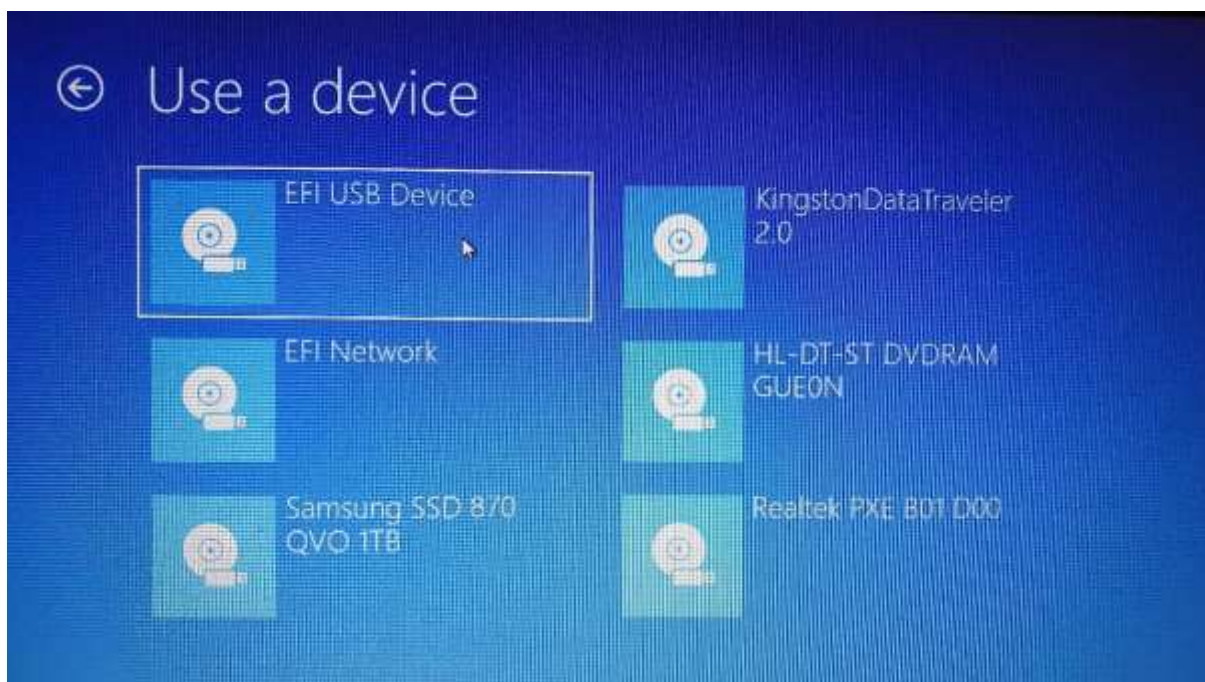 Use a device
EFI USB Device
KingstonDataTraveler
2.0
EFI Network
HL-DT-ST DVDRAM
GUE0N
Samsung SSD 870
QVO 1TB
Realtek PXE B01 D00